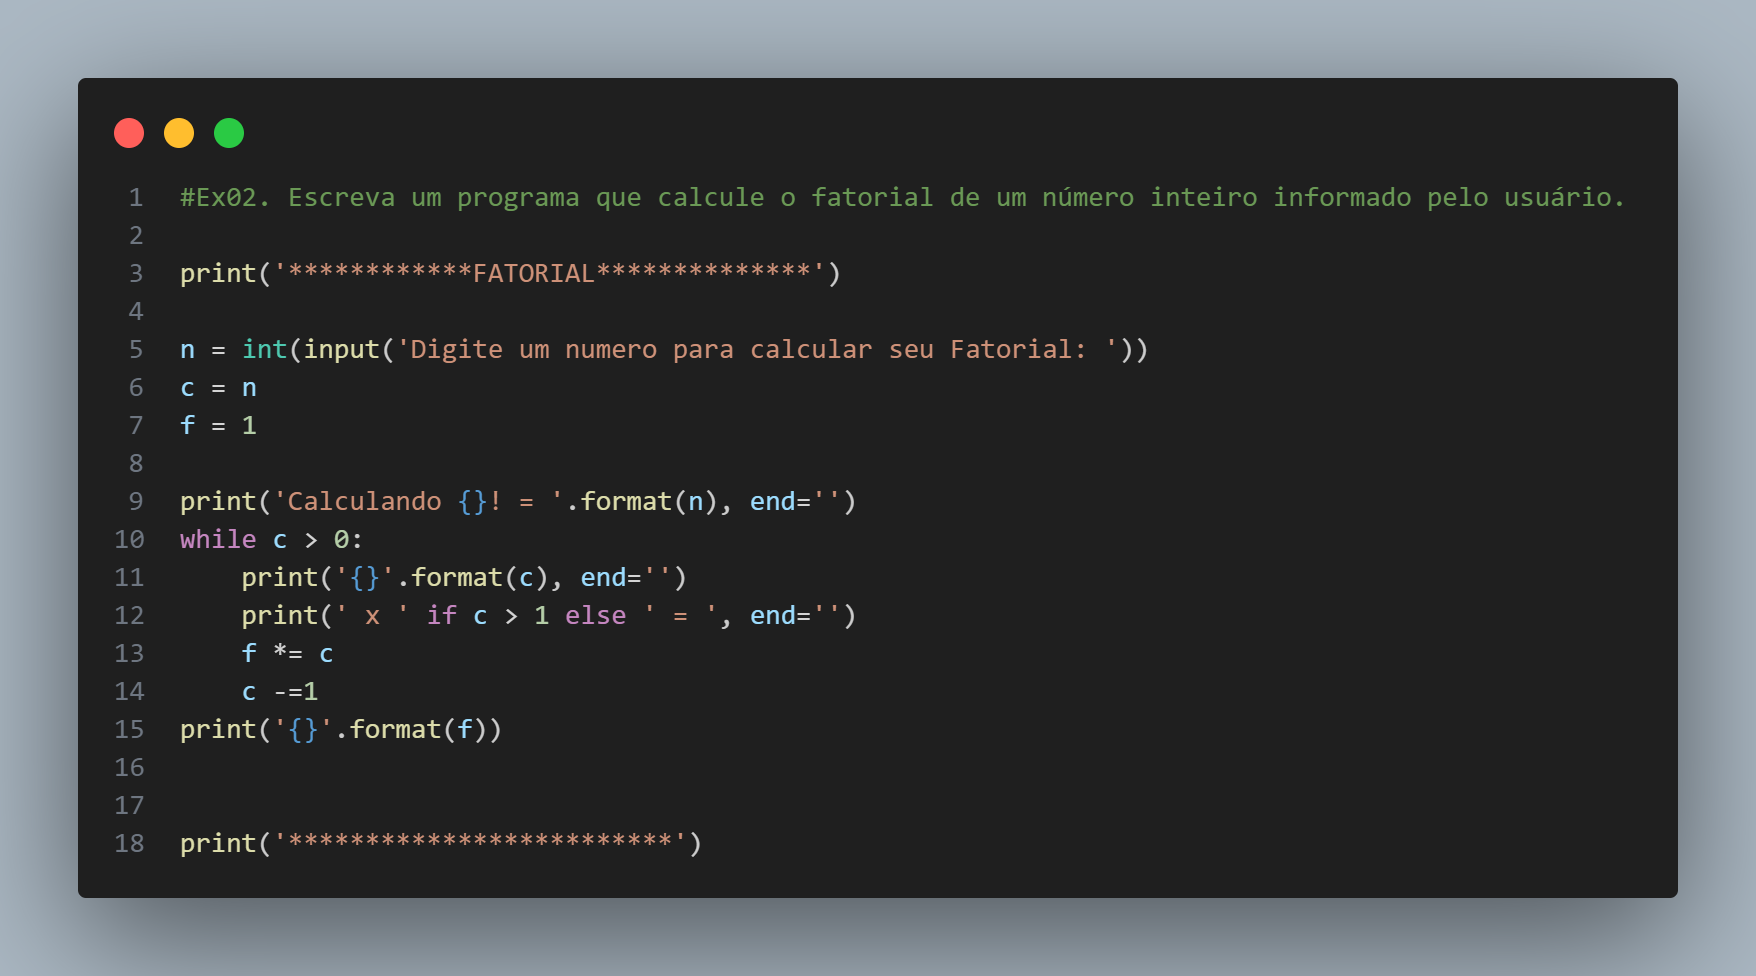 1 #Ex02. Escreva um programa que calcule o fatorial de um número inteiro informado pelo usuário.
2
3 print('************FATORIAL**************')
4
5 n = int(input('Digite um numero para calcular seu Fatorial: '))
6 c = n
7 f = 1
8
9 print('Calculando {}! = '.format(n), end='')
10 while c > 0:
11     print('{}'.format(c), end='')
12     print(' x ' if c > 1 else ' = ', end='')
13     f *= c
14     c -=1
15 print('{}'.format(f))
16
17
18 print('*************************')